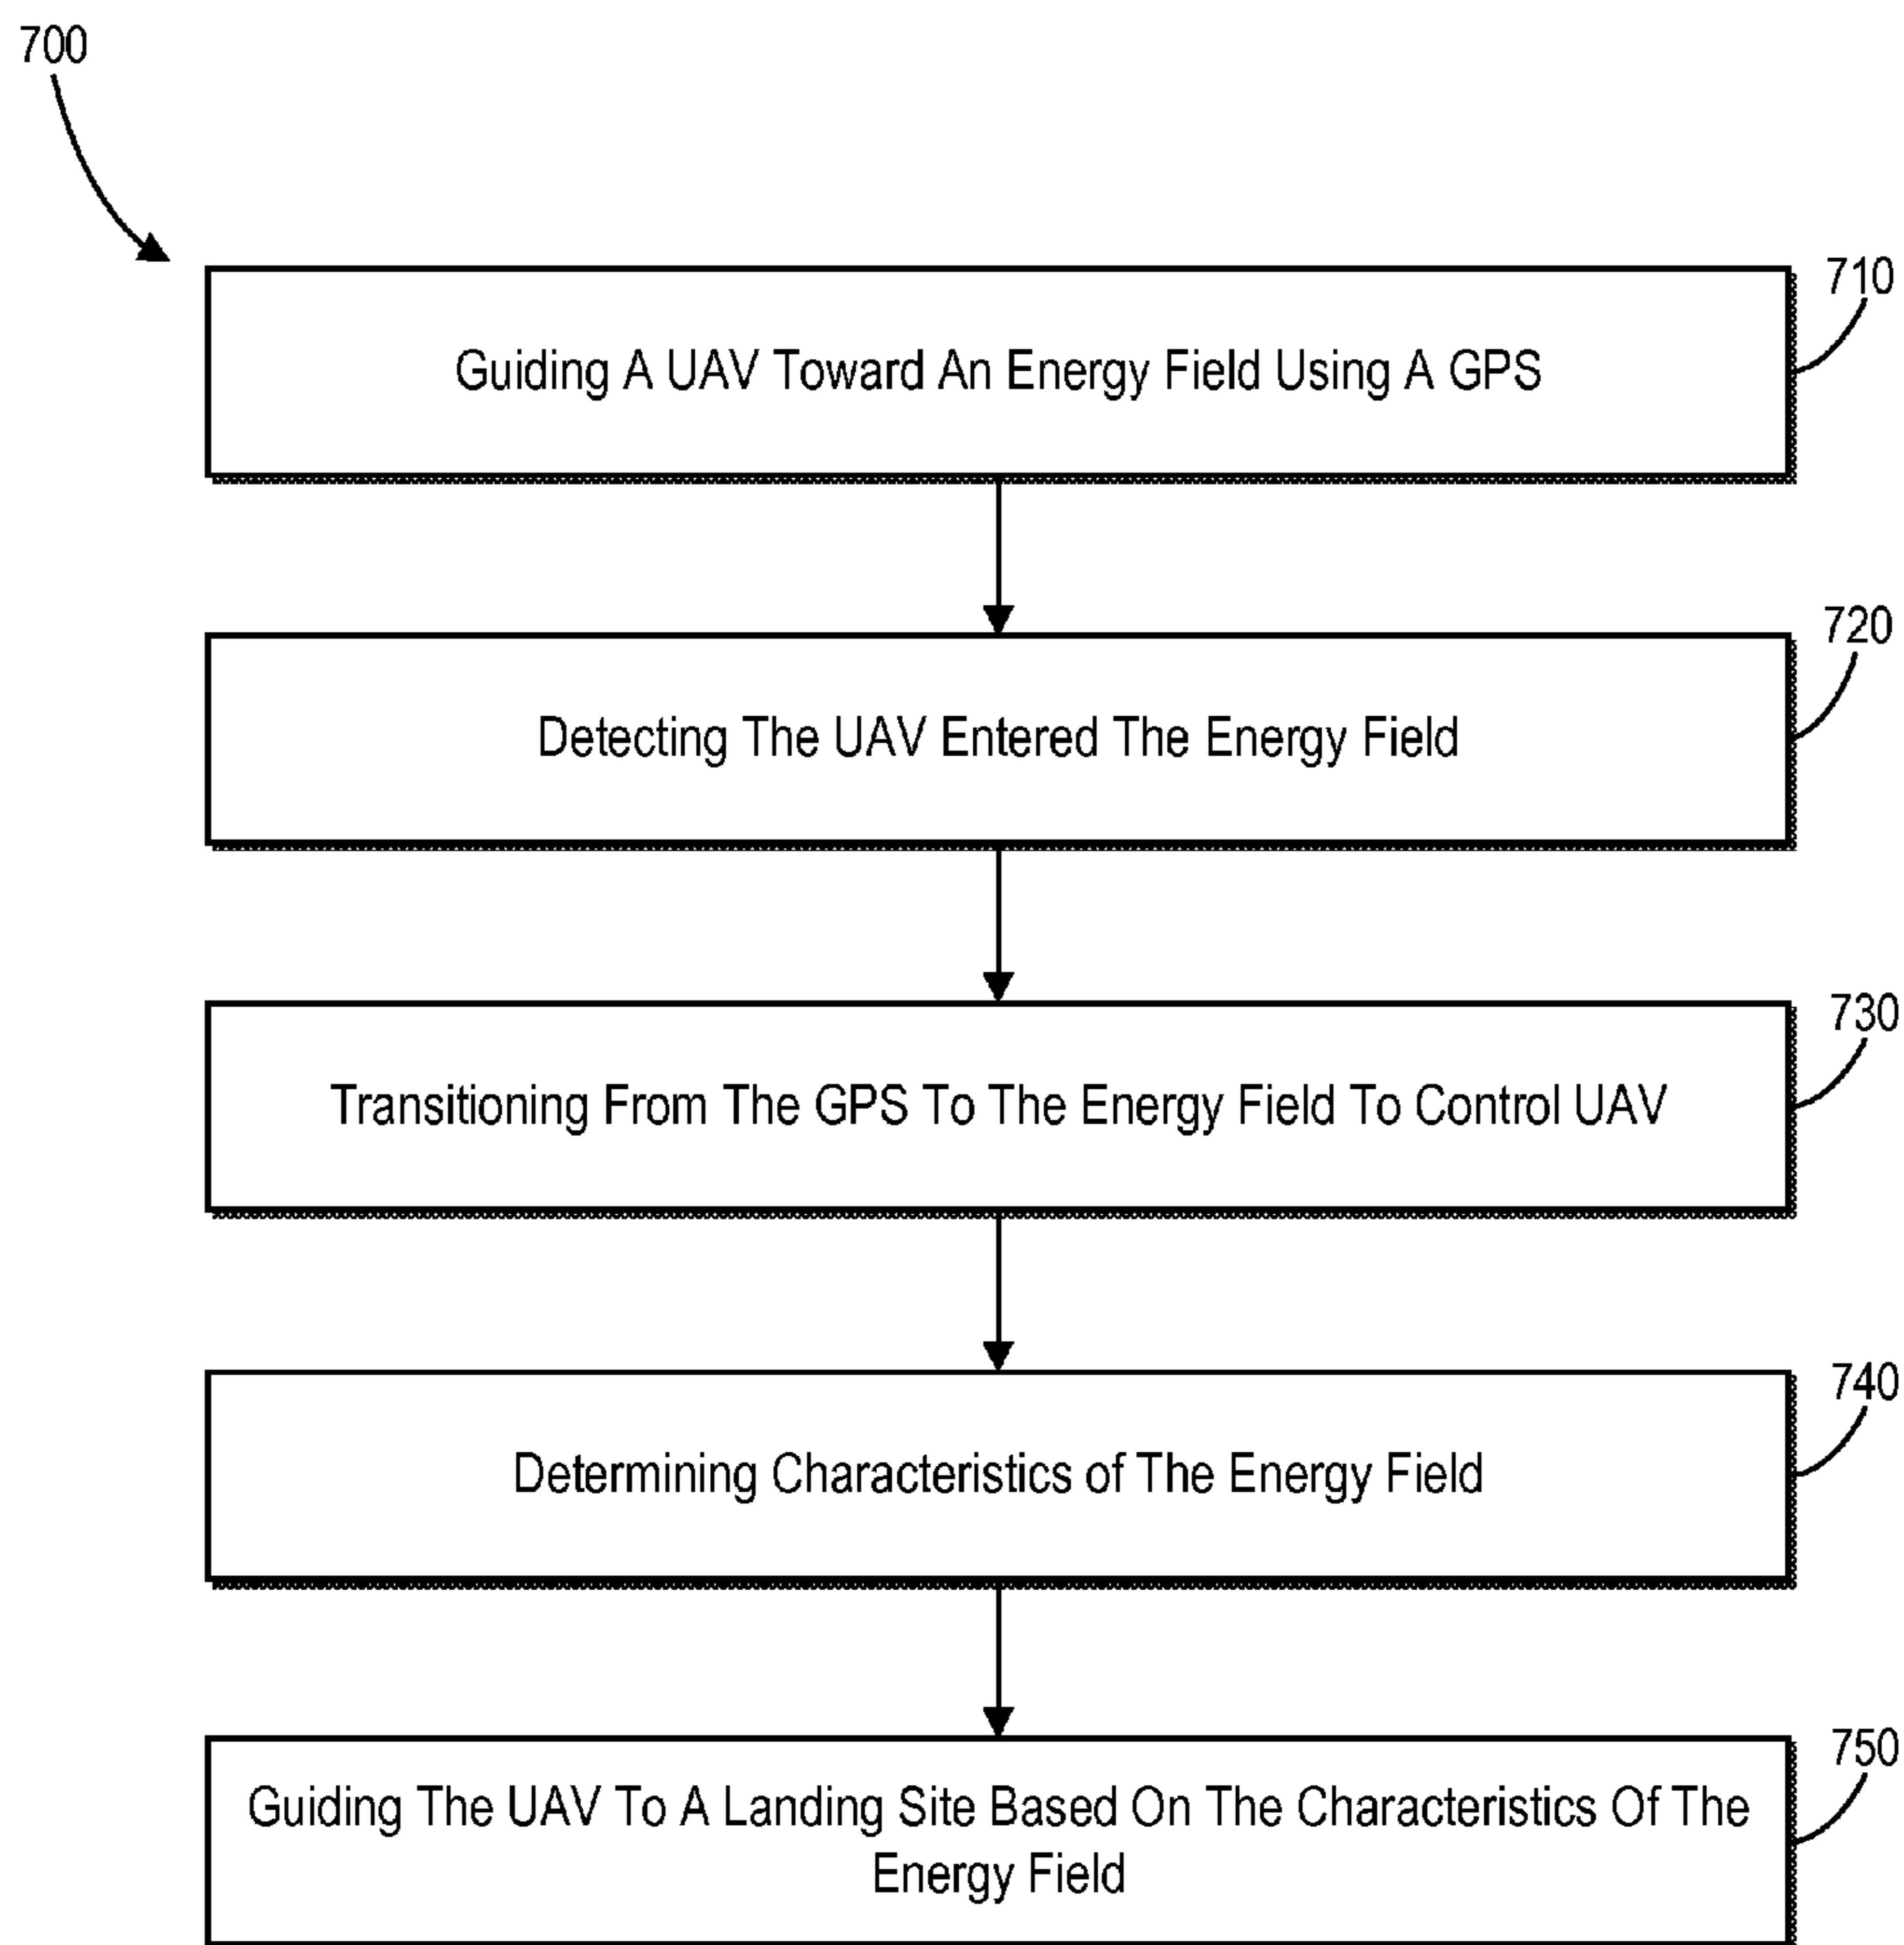 700
710
Guiding A UAV Toward An Energy Field Using A GPS
720
Detecting The UAV Entered The Energy Field
730
Transitioning From The GPS To The Energy Field To Control UAV
740
Determining Characteristics of The Energy Field
750
Guiding The UAV To A Landing Site Based On The Characteristics Of The
Energy Field